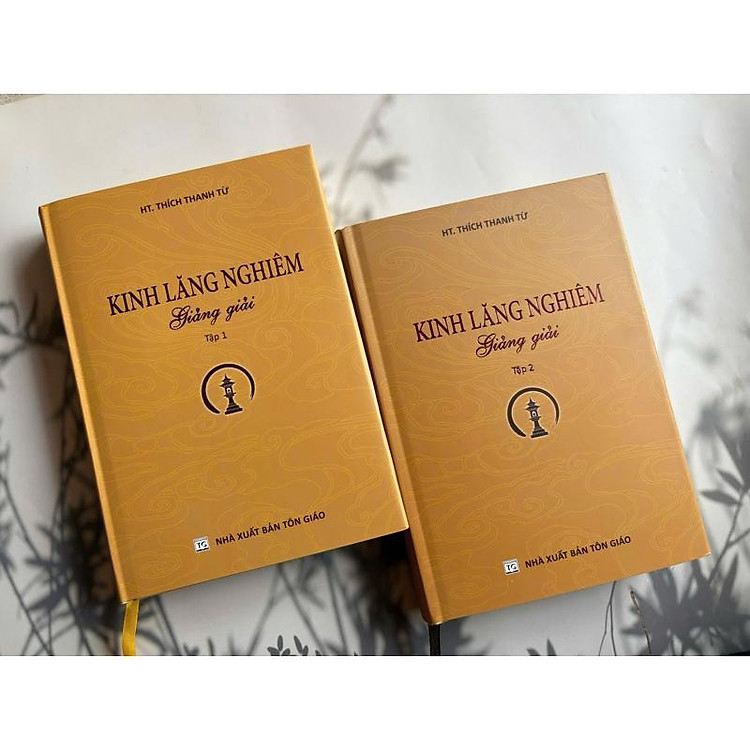 HT. THÍCH THANH TỪ
KINH LĂNG NGHIÊM
Giảng giải
Tập 1
TG
NHÀ XUẤT BẢN TÔN GIÁO
HT. THÍCH THANH TỪ
KINH LĂNG NGHIÊM
Giảng giải
Tập 2
TG
NHÀ XUẤT BẢN TÔN GIÁO